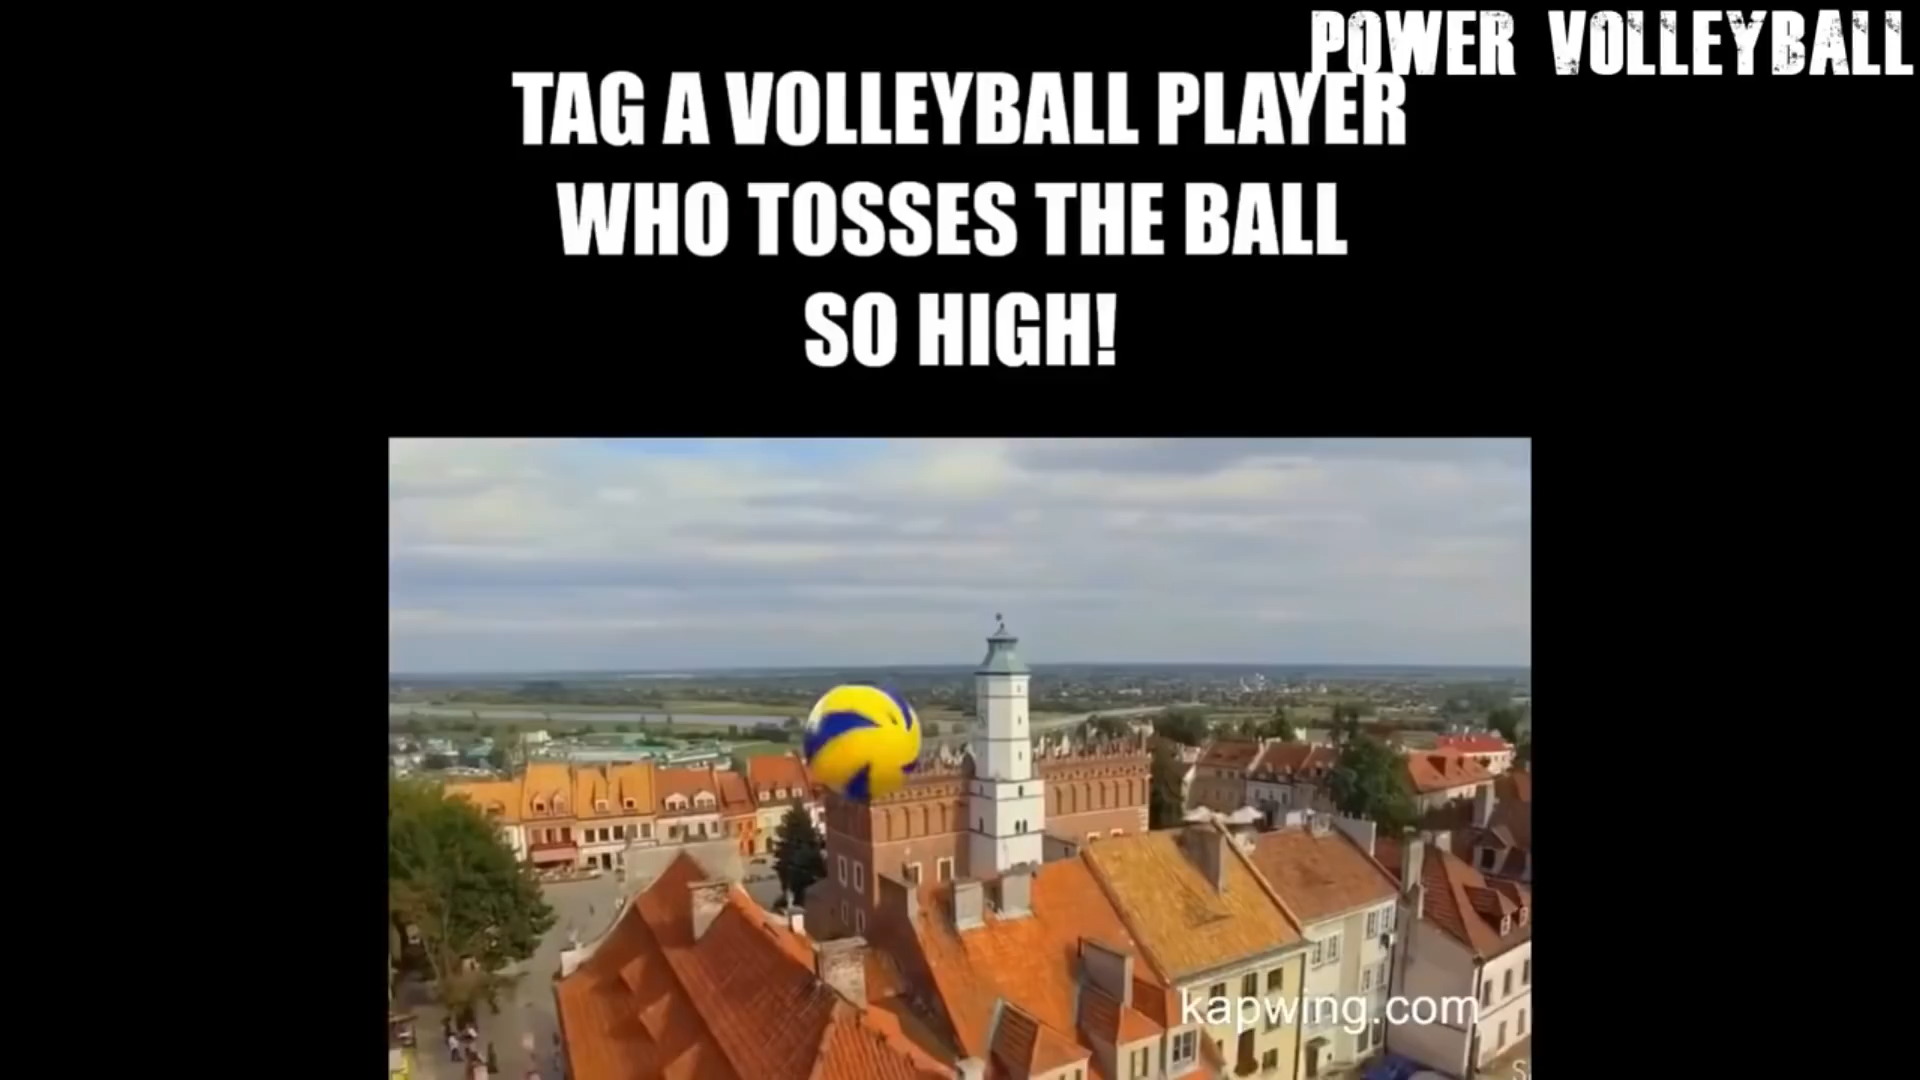 POWER VOLLEYBALL
TAG A VOLLEYBALL PLAYER
WHO TOSSES THE BALL
SO HIGH!
kapwing.com